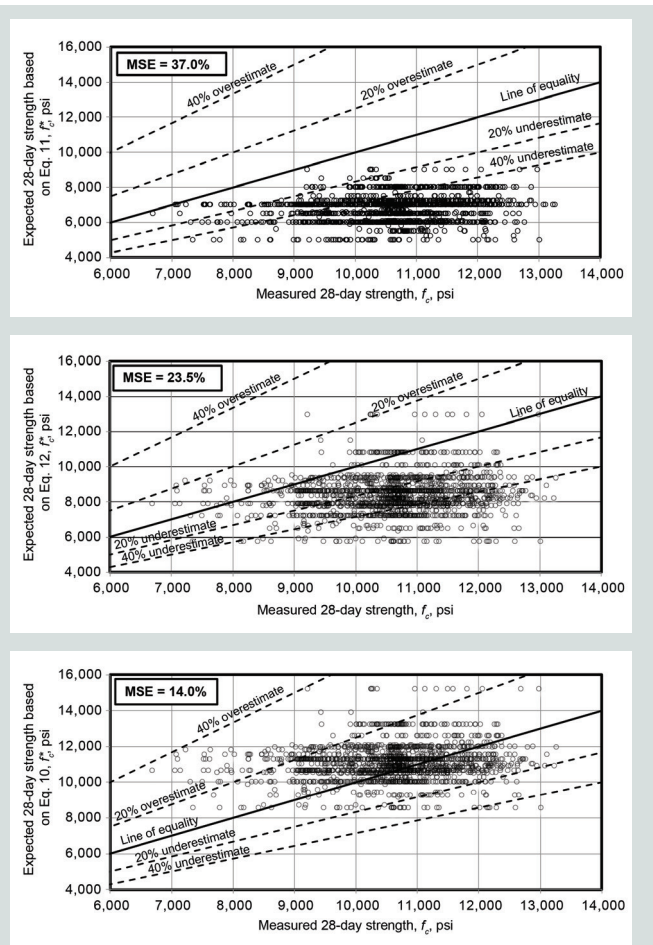 Expected 28-day strength based
on Eq. 11, f*c, psi
16,000
14,000
12,000
10,000
8,000
6,000
4,000
MSE = 37.0%
40% overestimate
20% overestimate
Line of equality
20% underestimate
40% underestimate
6,000 7,000 8,000 9,000 10,000 11,000 12,000 13,000 14,000
Measured 28-day strength, fc, psi
Expected 28-day strength based
on Eq. 12, f*c, psi
16,000
14,000
12,000
10,000
8,000
6,000
4,000
MSE = 23.5%
40% overestimate
20% overestimate
Line of equality
20% underestimate
40% underestimate
6,000 7,000 8,000 9,000 10,000 11,000 12,000 13,000 14,000
Measured 28-day strength, fc, psi
Expected 28-day strength based
on Eq. 10, f*c, psi
16,000
14,000
12,000
10,000
8,000
6,000
4,000
MSE = 14.0%
40% overestimate
20% overestimate
Line of equality
20% underestimate
40% underestimate
6,000 7,000 8,000 9,000 10,000 11,000 12,000 13,000 14,000
Measured 28-day strength, fc, psi